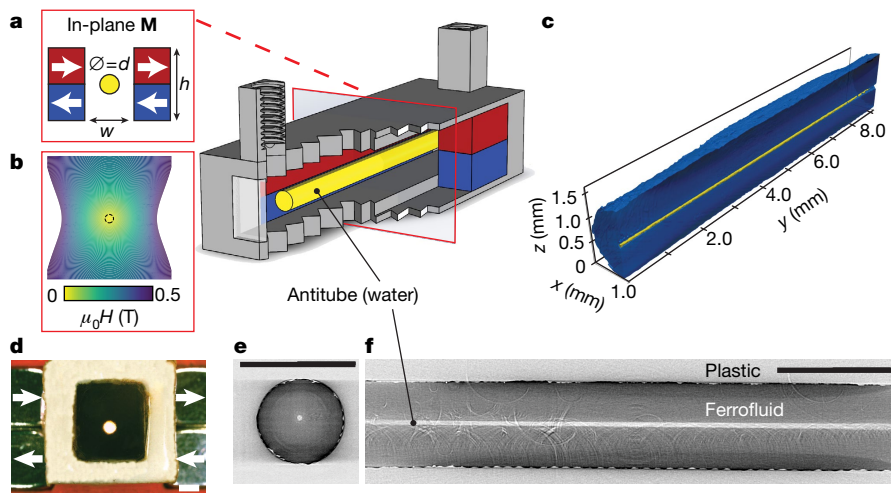 a
In-plane M
Ø=d
h
w
b
0 0.5
μ₀H (T)
Antitube (water)
c
1.5
1.0
0.5
0
z (mm)
x (mm)
1.0
2.0
4.0
6.0
8.0
y (mm)
d
e
f
Plastic
Ferrofluid